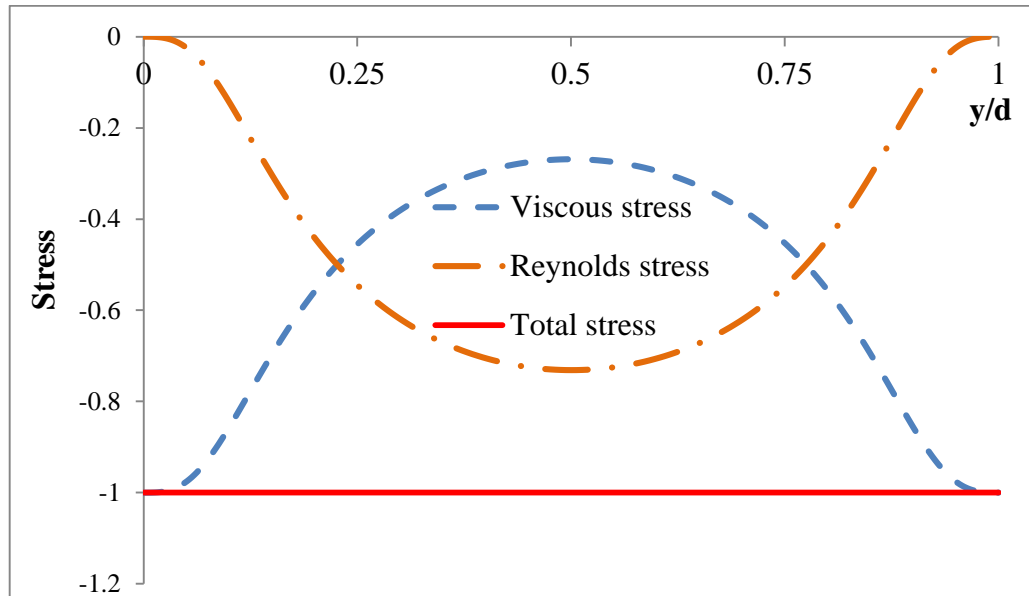 0
0 0.25 0.5 0.75 1
y/d
-0.2
-0.4
-0.6
-0.8
-1
-1.2
Stress
Viscous stress
Reynolds stress
Total stress